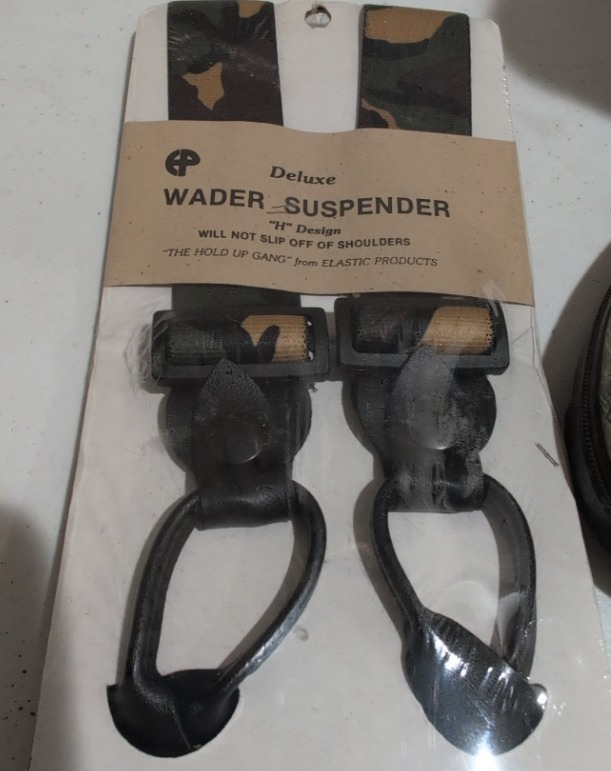 EP
Deluxe
WADER SUSPENDER
"H" Design
WILL NOT SLIP OFF OF SHOULDERS
"THE HOLD UP GANG" from ELASTIC PRODUCTS